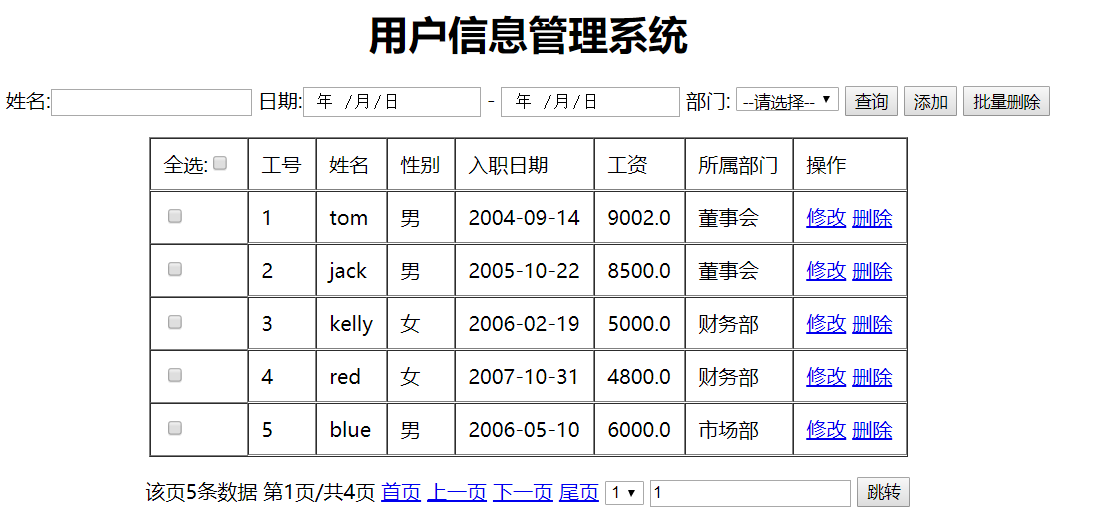 用户信息管理系统
姓名: 日期: 年 /月/日 - 年 /月/日 部门: --请选择-- 查询 添加 批量删除
全选: 工号 姓名 性别 入职日期 工资 所属部门 操作
1 tom 男 2004-09-14 9002.0 董事会 修改 删除
2 jack 男 2005-10-22 8500.0 董事会 修改 删除
3 kelly 女 2006-02-19 5000.0 财务部 修改 删除
4 red 女 2007-10-31 4800.0 财务部 修改 删除
5 blue 男 2006-05-10 6000.0 市场部 修改 删除
该页5条数据 第1页/共4页 首页 上一页 下一页 尾页 1 1 跳转